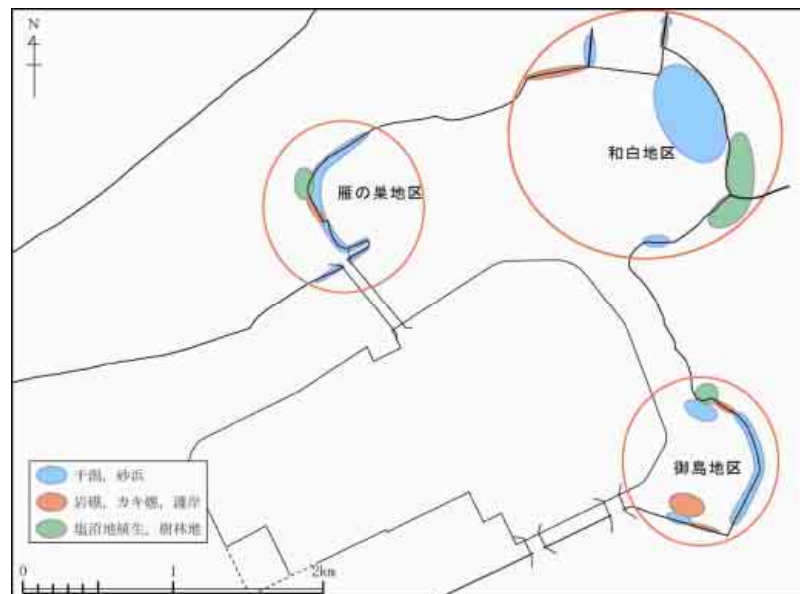 N
和白地区
雁の巣地区
御島地区
干潟，砂浜
岩礁，カキ礁，護岸
塩沼地植生，樹林地
0 1 2km